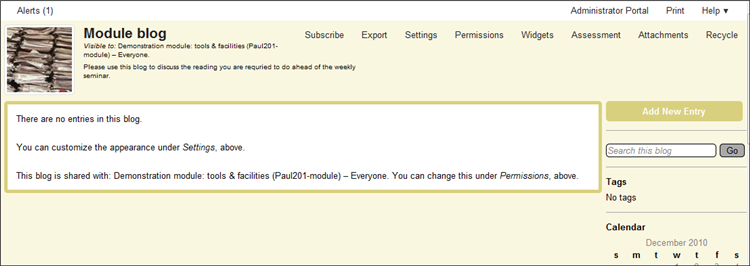 Alerts (1)
Administrator Portal Print Help ▼
Module blog
Subscribe Export Settings Permissions Widgets Assessment Attachments Recycle
Visible to: Demonstration module: tools & facilities (Paul201-
module) – Everyone.
Please use this blog to discuss the reading you are requried to do ahead of the weekly
seminar.
There are no entries in this blog.
You can customize the appearance under Settings, above.
This blog is shared with: Demonstration module: tools & facilities (Paul201-module) – Everyone. You can change this under Permissions, above.
Add New Entry
Search this blog Go
Tags
No tags
Calendar
December 2010
s m t w t f s